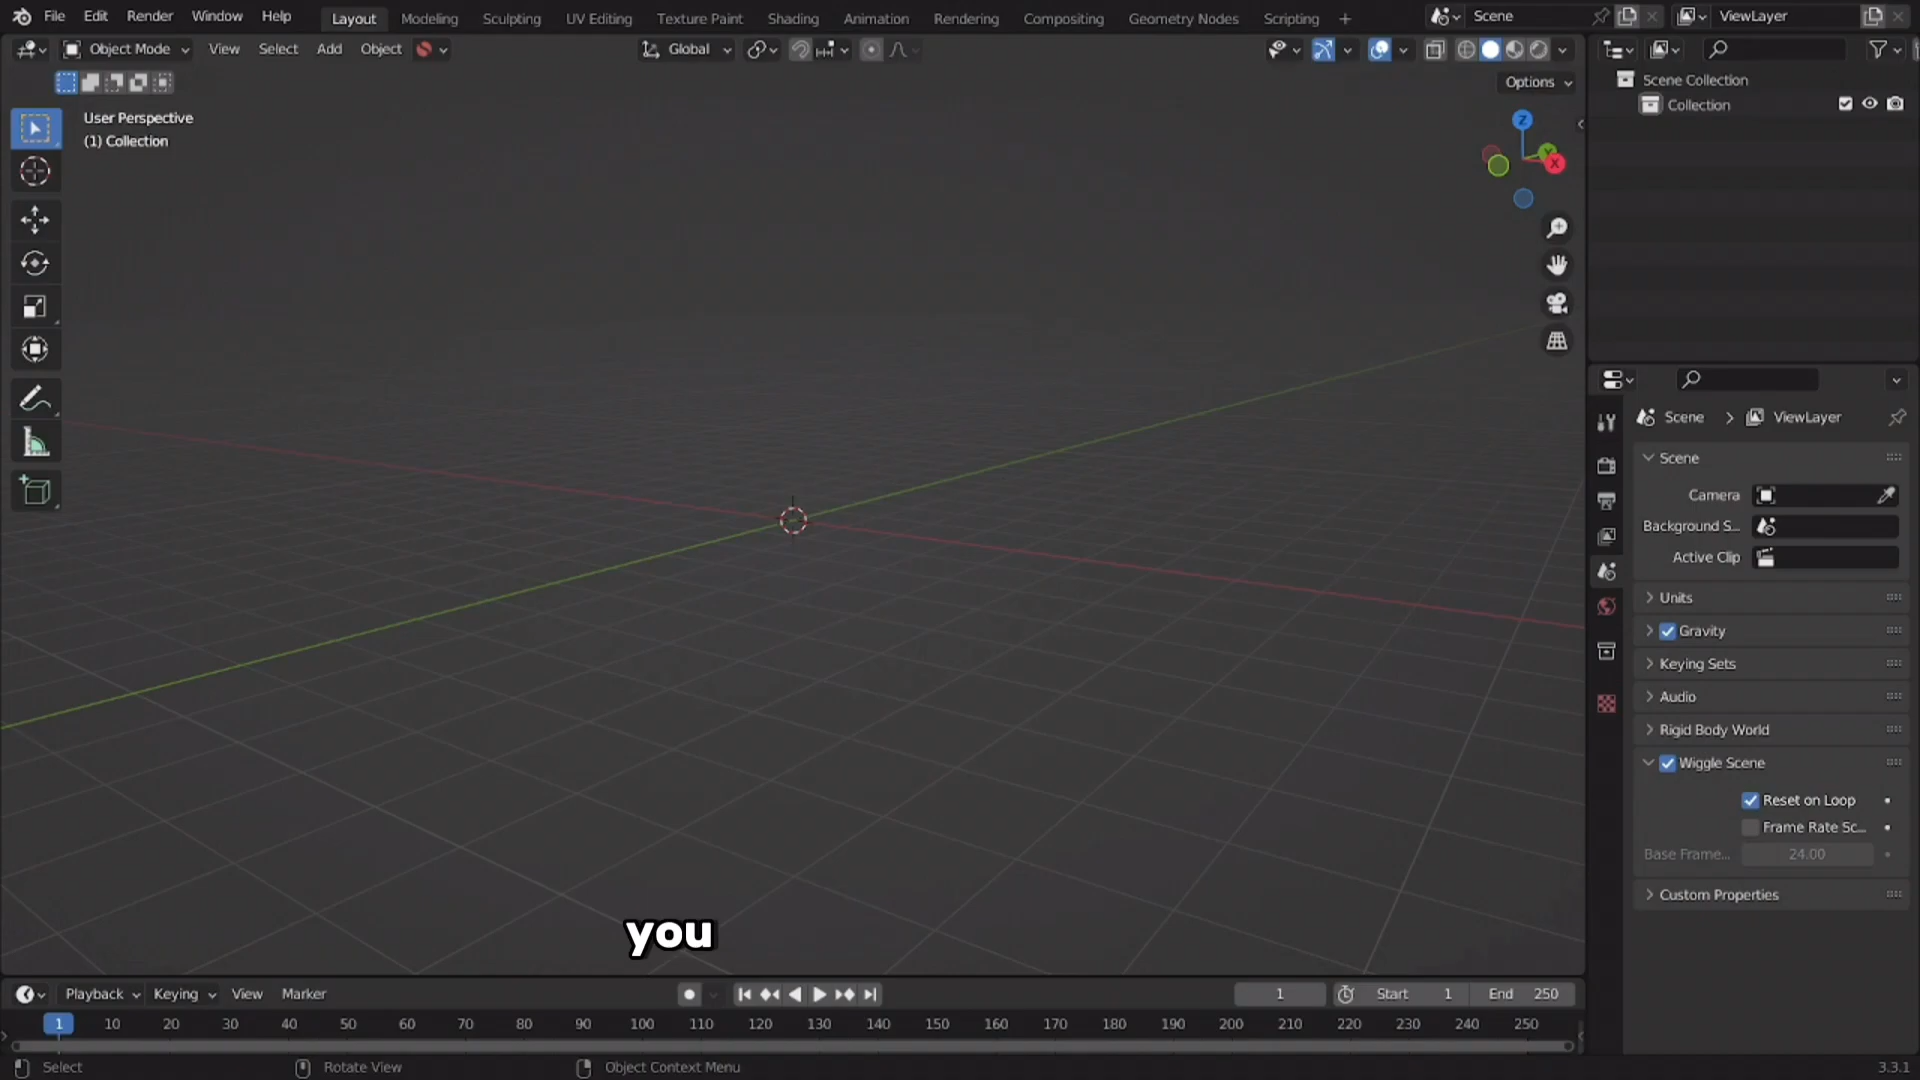 File Edit Render Window Help Layout Modeling Sculpting UV Editing Texture Paint Shading Animation Rendering Compositing Geometry Nodes Scripting + Scene ViewLayer
Object Mode View Select Add Object Global
Options
User Perspective
(1) Collection
Z
Y
X
Scene Collection
Collection
Scene > ViewLayer
Scene
Camera
Background S...
Active Clip
Units
Gravity
Keying Sets
Audio
Rigid Body World
Wiggle Scene
Reset on Loop
Frame Rate Sc...
Base Frame... 24.00
Custom Properties
you
Playback Keying View Marker 1 Start 1 End 250
1 10 20 30 40 50 60 70 80 90 100 110 120 130 140 150 160 170 180 190 200 210 220 230 240 250
Select Rotate View Object Context Menu 3.3.1